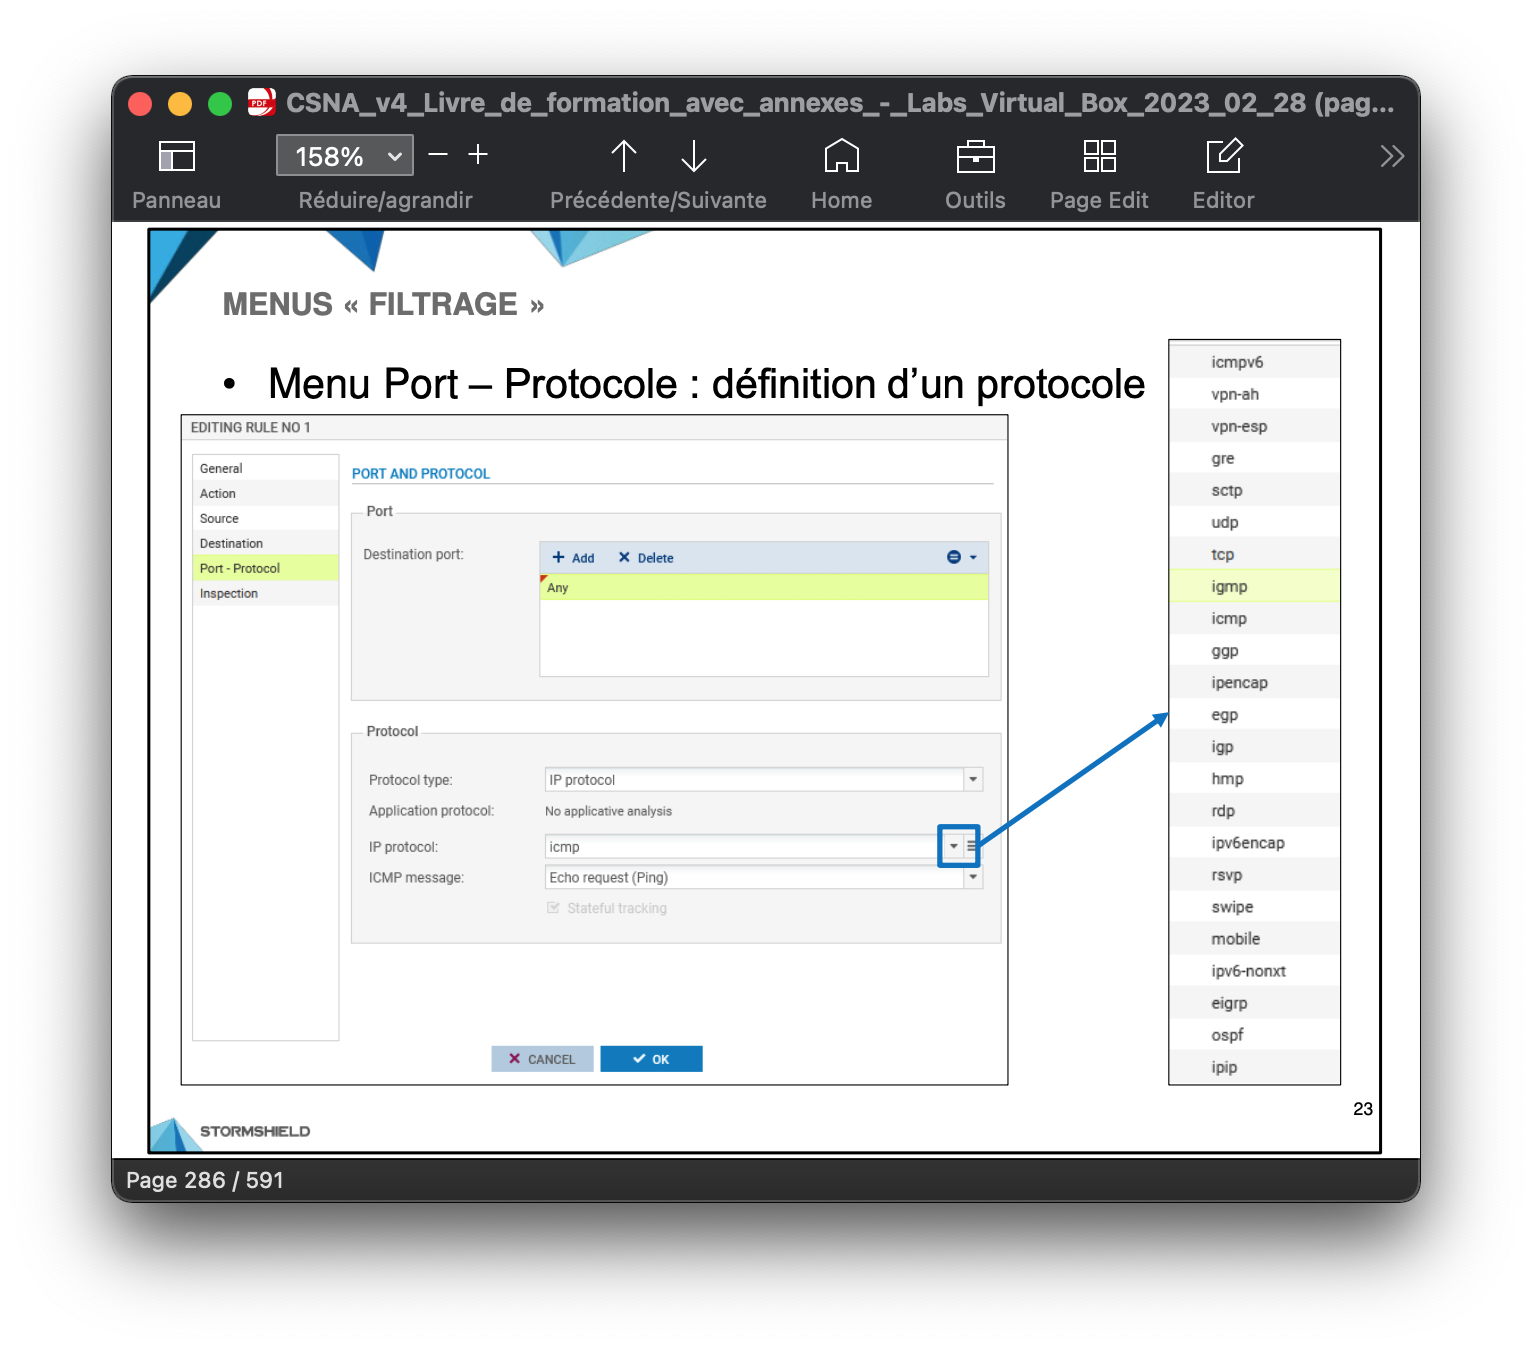 CSNA_v4_Livre_de_formation_avec_annexes_-_Labs_Virtual_Box_2023_02_28 (pag...
158%
Panneau
Réduire/agrandir
Précédente/Suivante
Home
Outils
Page Edit
Editor
MENUS « FILTRAGE »
• Menu Port – Protocole : définition d’un protocole
EDITING RULE NO 1
General
Action
Source
Destination
Port - Protocol
Inspection
PORT AND PROTOCOL
Port
Destination port:
Add
Delete
Any
Protocol
Protocol type:
IP protocol
Application protocol:
No applicative analysis
IP protocol:
icmp
ICMP message:
Echo request (Ping)
Stateful tracking
CANCEL
OK
icmpv6
vpn-ah
vpn-esp
gre
sctp
udp
tcp
igmp
icmp
ggp
ipencap
egp
igp
hmp
rdp
ipv6encap
rsvp
swipe
mobile
ipv6-nonxt
eigrp
ospf
ipip
23
STORMSHIELD
Page 286 / 591